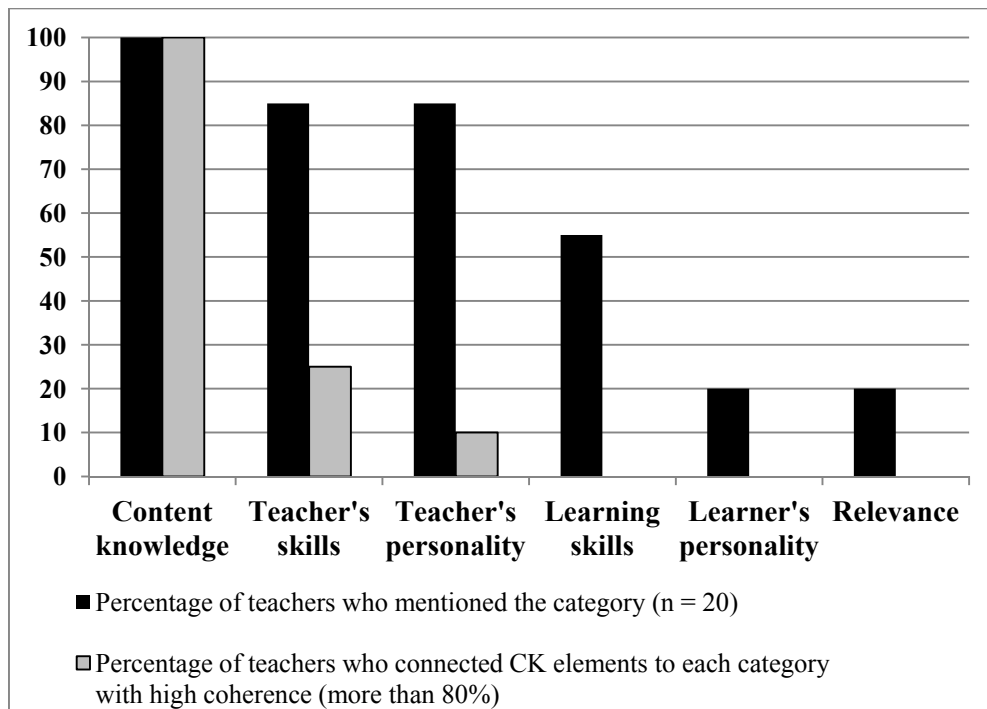 100
90
80
70
60
50
40
30
20
10
0
Content knowledge
Teacher's skills
Teacher's personality
Learning skills
Learner's personality
Relevance
Percentage of teachers who mentioned the category (n = 20)
Percentage of teachers who connected CK elements to each category
with high coherence (more than 80%)